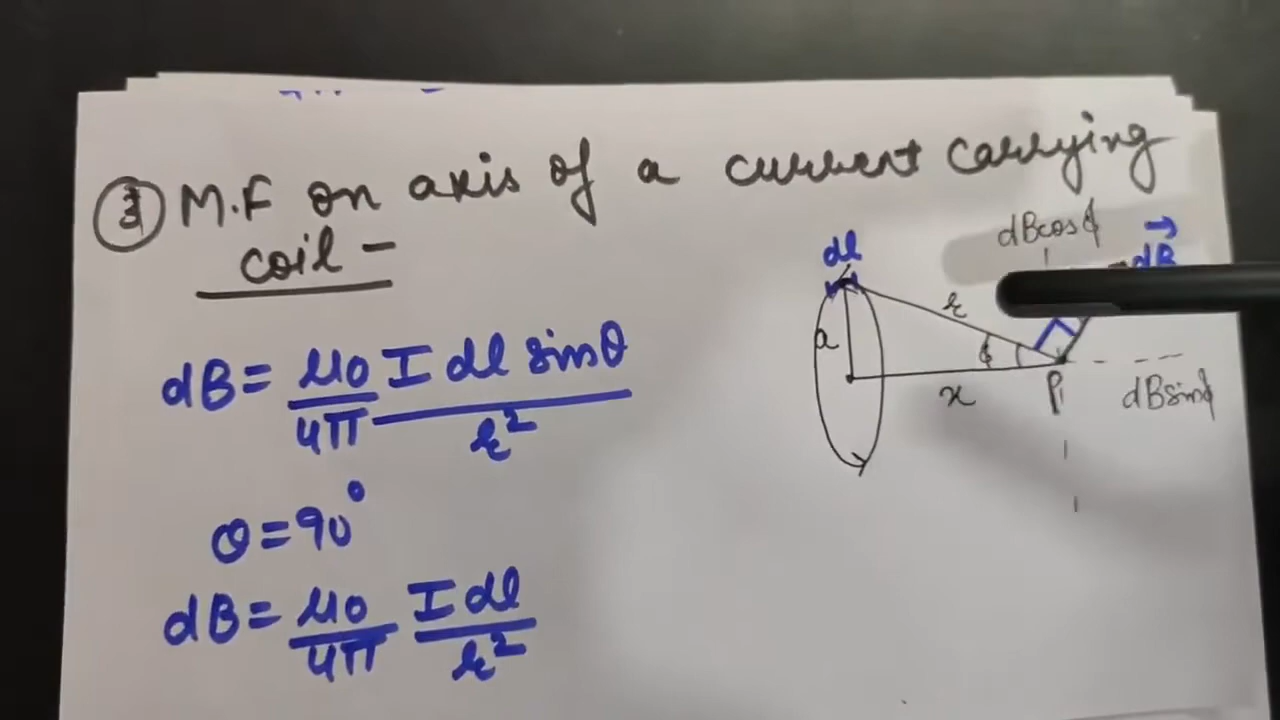 ③ M.F on axis of a current carrying
coil -
dB = μ0/4π I dl sinθ/r²
θ = 90°
dB = μ0/4π I dl/r²
dl
a
r
x
ϕ
P
dBcosϕ
dB
dBsinϕ